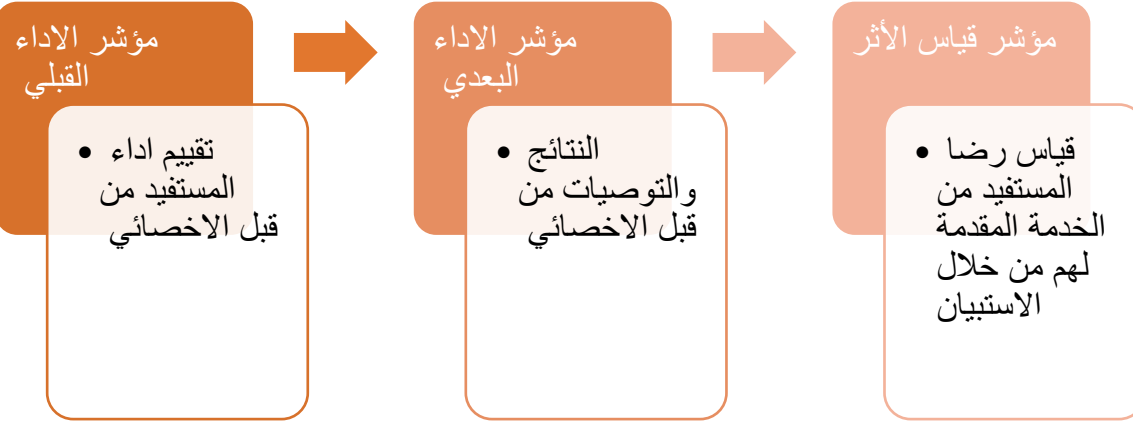 مؤشر الاداء
القبلي
• تقييم اداء
المستفيد من
قبل الاخصائي
مؤشر الاداء
البعدي
• النتائج
والتوصيات من
قبل الاخصائي
مؤشر قياس الأثر
• قياس رضا
المستفيد من
الخدمة المقدمة
لهم من خلال
الاستبيان